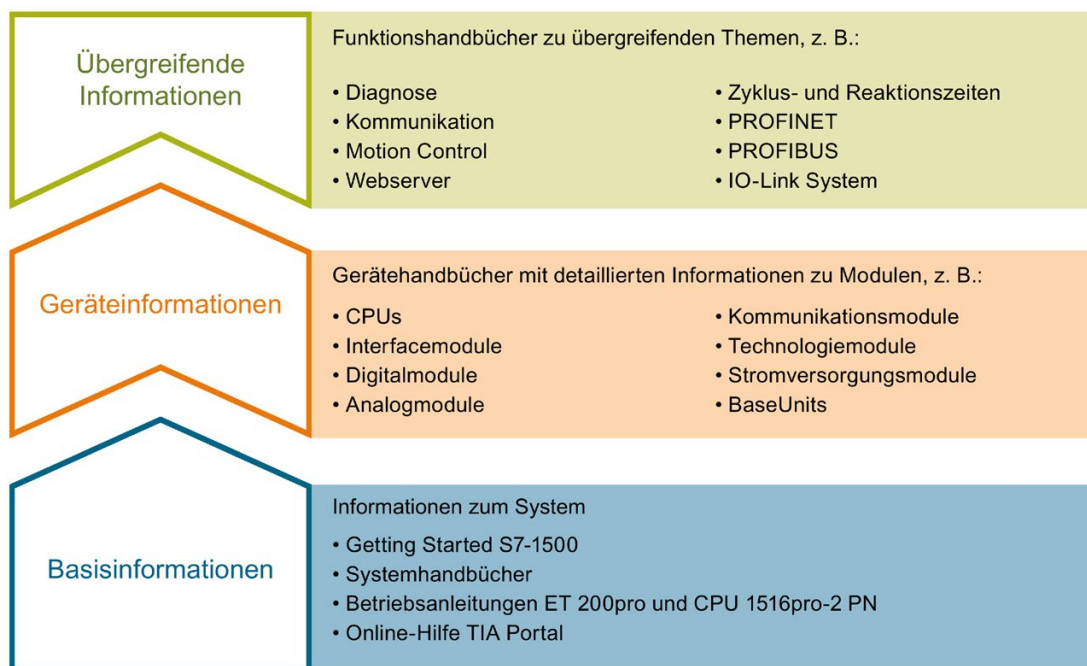 Übergreifende
Informationen
Funktionshandbücher zu übergreifenden Themen, z. B.:
• Diagnose
• Kommunikation
• Motion Control
• Webserver
• Zyklus- und Reaktionszeiten
• PROFINET
• PROFIBUS
• IO-Link System
Geräteinformationen
Gerätehandbücher mit detaillierten Informationen zu Modulen, z. B.:
• CPUs
• Interfacemodule
• Digitalmodule
• Analogmodule
• Kommunikationsmodule
• Technologiemodule
• Stromversorgungsmodule
• BaseUnits
Basisinformationen
Informationen zum System
• Getting Started S7-1500
• Systemhandbücher
• Betriebsanleitungen ET 200pro und CPU 1516pro-2 PN
• Online-Hilfe TIA Portal